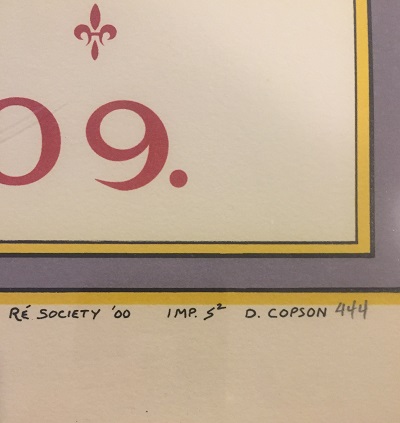 09.
RÉ SOCIETY '00 IMP. S² D. COPSON 444